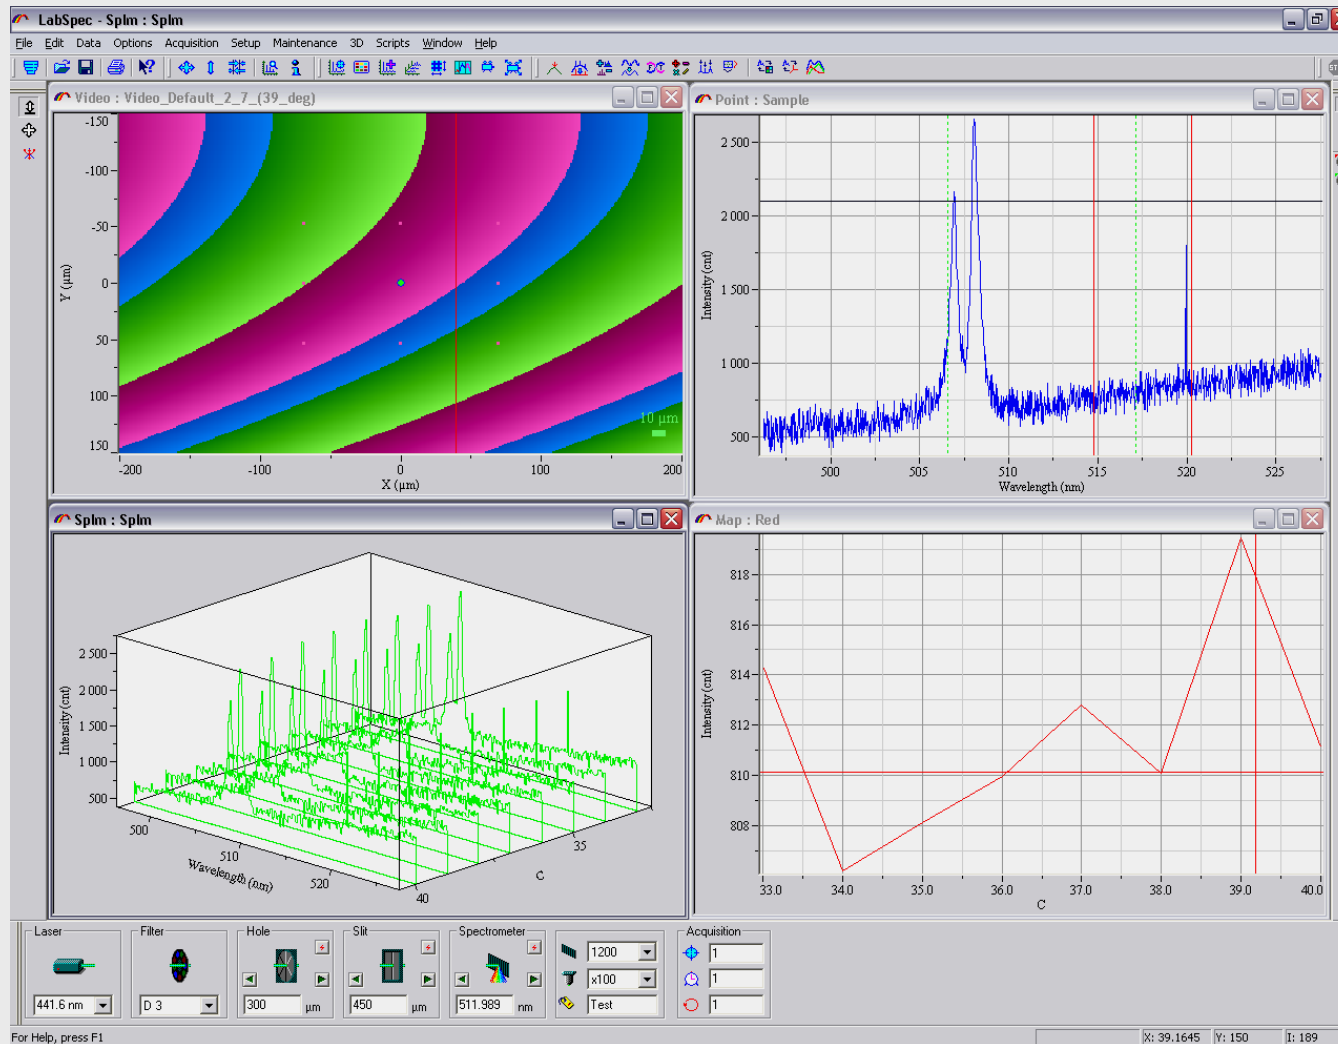 LabSpec - Splm : Splm
File Edit Data Options Acquisition Setup Maintenance 3D Scripts Window Help
Video : Video_Default_2_7_(39_deg)
-150
-100
-50
0
50
100
150
Y (µm)
10 µm
-200 -100 0 100 200
X (µm)
Point : Sample
2 500
2 000
1 500
1 000
500
Intensity (cnt)
500 505 510 515 520 525
Wavelength (nm)
Splm : Splm
2 500
2 000
1 500
1 000
500
Intensity (cnt)
500
510
520
Wavelength (nm)
35
40
C
Map : Red
818
816
814
812
810
808
Intensity (cnt)
33.0 34.0 35.0 36.0 37.0 38.0 39.0 40.0
C
Laser
441.6 nm
Filter
D 3
Hole
300 µm
Slit
450 µm
Spectrometer
511.989 nm
1200
x100
Test
Acquisition
1
1
1
For Help, press F1
X: 39.1645 Y: 150 I: 189